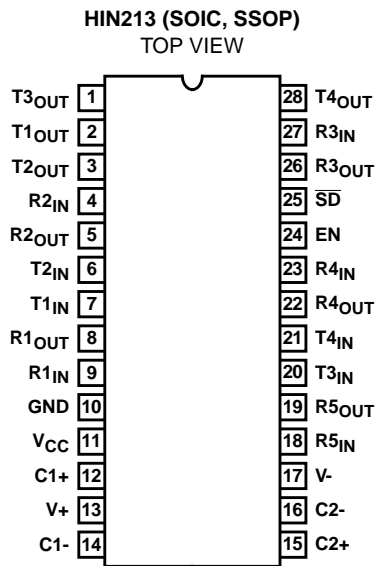 HIN213 (SOIC, SSOP)
TOP VIEW
T3OUT 1 28 T4OUT
T1OUT 2 27 R3IN
T2OUT 3 26 R3OUT
R2IN 4 25 S̅D̅
R2OUT 5 24 EN
T2IN 6 23 R4IN
T1IN 7 22 R4OUT
R1OUT 8 21 T4IN
R1IN 9 20 T3IN
GND 10 19 R5OUT
VCC 11 18 R5IN
C1+ 12 17 V-
V+ 13 16 C2-
C1- 14 15 C2+